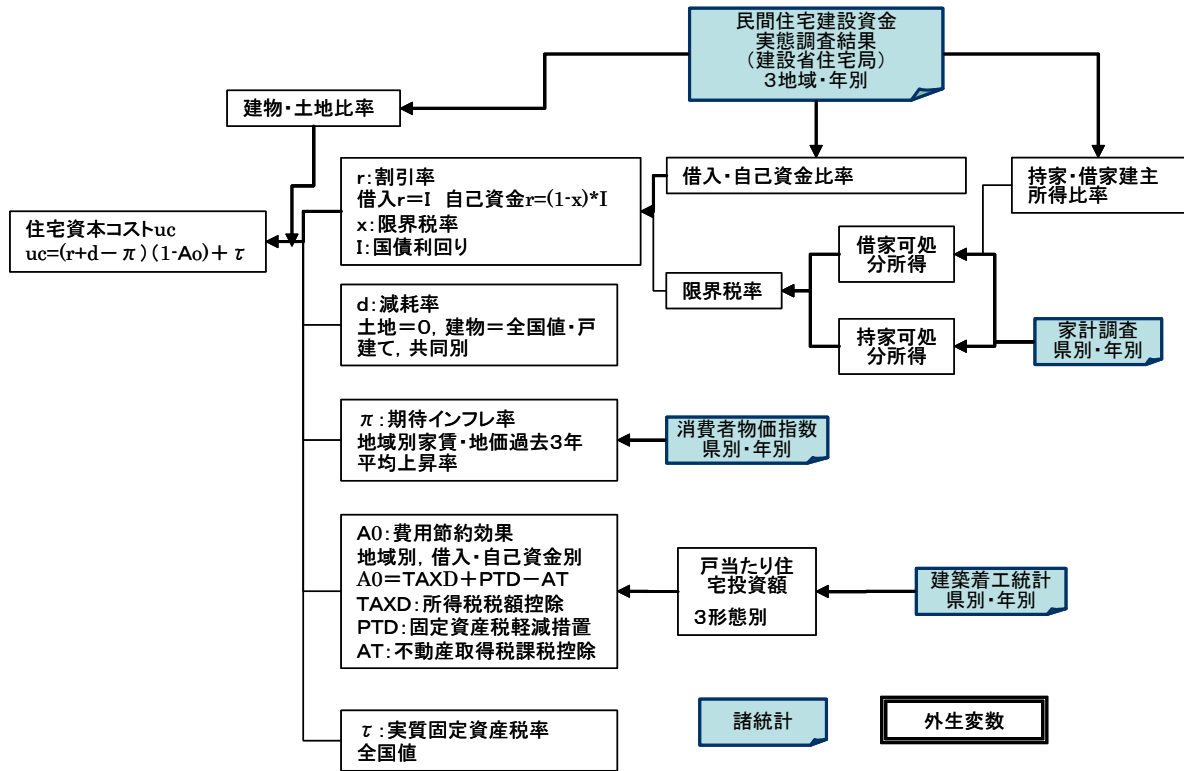 民間住宅建設資金
実態調査結果
（建設省住宅局）
3地域・年別
建物・土地比率
r：割引率
借入r＝I　自己資金r=(1-x)*I
x：限界税率
I：国債利回り
借入・自己資金比率
持家・借家建主
所得比率
住宅資本コストuc
uc=(r+d－π)(1-Ao)＋τ
限界税率
借家可処
分所得
持家可処
分所得
家計調査
県別・年別
d：減耗率
土地＝0，建物＝全国値・戸
建て，共同別
π：期待インフレ率
地域別家賃・地価過去3年
平均上昇率
消費者物価指数
県別・年別
A0：費用節約効果
地域別，借入・自己資金別
A0＝TAXD＋PTD－AT
TAXD：所得税税額控除
PTD：固定資産税軽減措置
AT：不動産取得税課税控除
戸当たり住
宅投資額
3形態別
建築着工統計
県別・年別
τ：実質固定資産税率
全国値
諸統計
外生変数